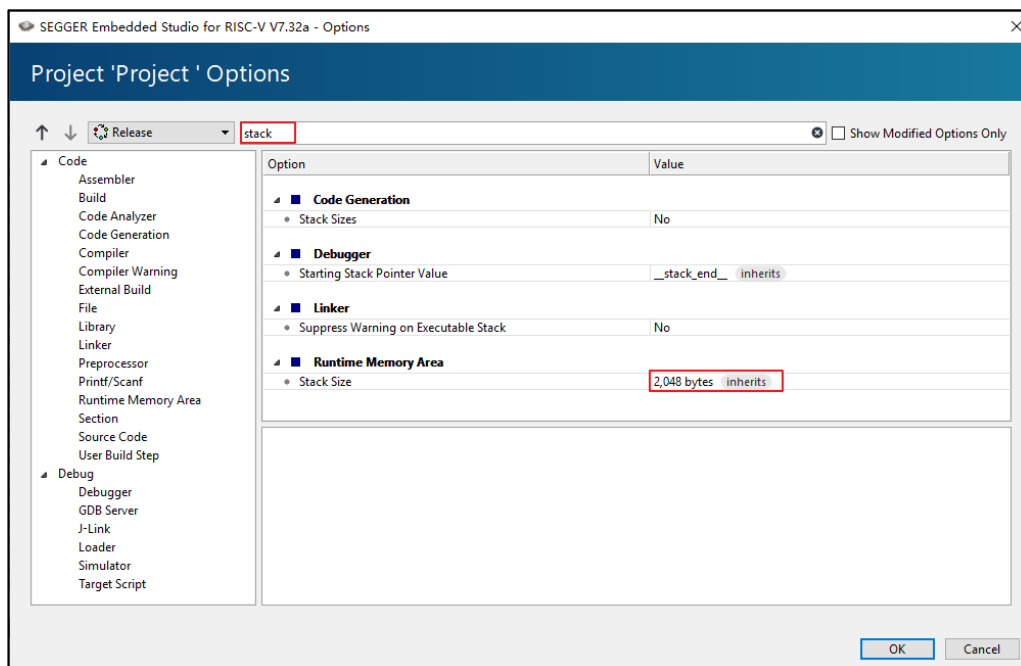 SEGGER Embedded Studio for RISC-V V7.32a - Options
Project 'Project ' Options
Release
stack
Show Modified Options Only
Code
Assembler
Build
Code Analyzer
Code Generation
Compiler
Compiler Warning
External Build
File
Library
Linker
Preprocessor
Printf/Scanf
Runtime Memory Area
Section
Source Code
User Build Step
Debug
Debugger
GDB Server
J-Link
Loader
Simulator
Target Script
Option Value
Code Generation
Stack Sizes No
Debugger
Starting Stack Pointer Value __stack_end__ inherits
Linker
Suppress Warning on Executable Stack No
Runtime Memory Area
Stack Size 2,048 bytes inherits
OK Cancel